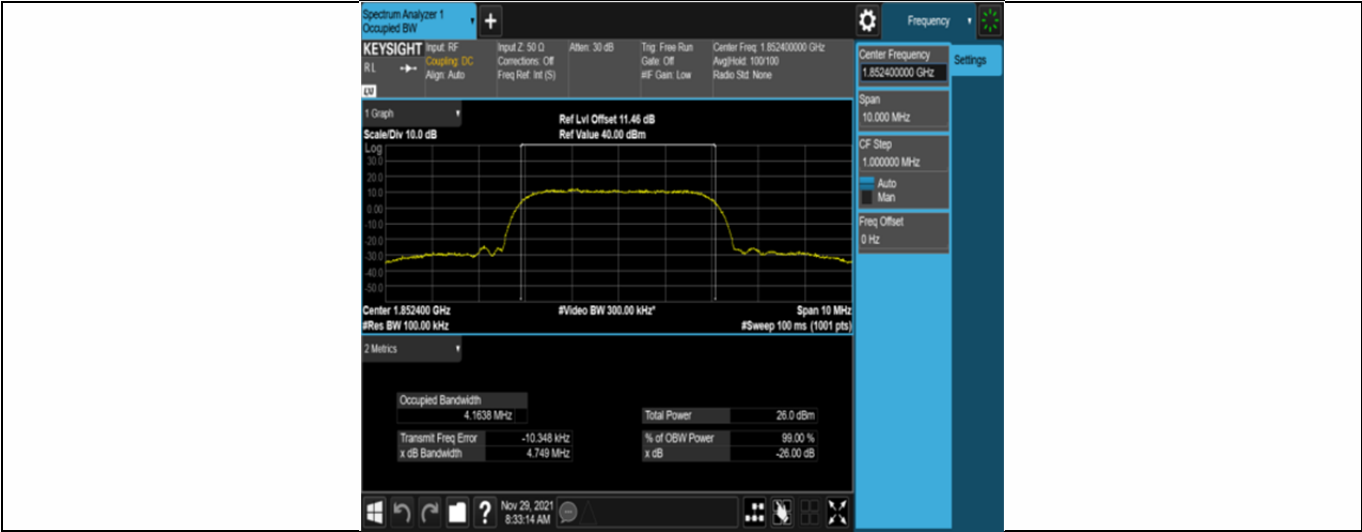 Spectrum Analyzer 1
Occupied BW
+
Frequency
KEYSIGHT Input: RF Input Z: 50 Ω Atten: 30 dB Trig: Free Run Center Freq: 1.852400000 GHz
RL Coupling: DC Corrections: Off Gate: Off Avg|Hold: 100/100
Align: Auto Freq Ref: Int (S) #IF Gain: Low Radio Std: None
Center Frequency
1.852400000 GHz
Settings
Span
10.000 MHz
CF Step
1.000000 MHz
Auto
Man
Freq Offset
0 Hz
1 Graph
Ref Lvl Offset 11.46 dB
Scale/Div 10.0 dB Ref Value 40.00 dBm
Log
30.0
20.0
10.0
0.00
-10.0
-20.0
-30.0
-40.0
-50.0
Center 1.852400 GHz #Video BW 300.00 kHz* Span 10 MHz
#Res BW 100.00 kHz #Sweep 100 ms (1001 pts)
2 Metrics
Occupied Bandwidth
4.1638 MHz
Total Power 26.0 dBm
Transmit Freq Error -10.348 kHz % of OBW Power 99.00 %
x dB Bandwidth 4.749 MHz x dB -26.00 dB
?
Nov 29, 2021
8:33:14 AM